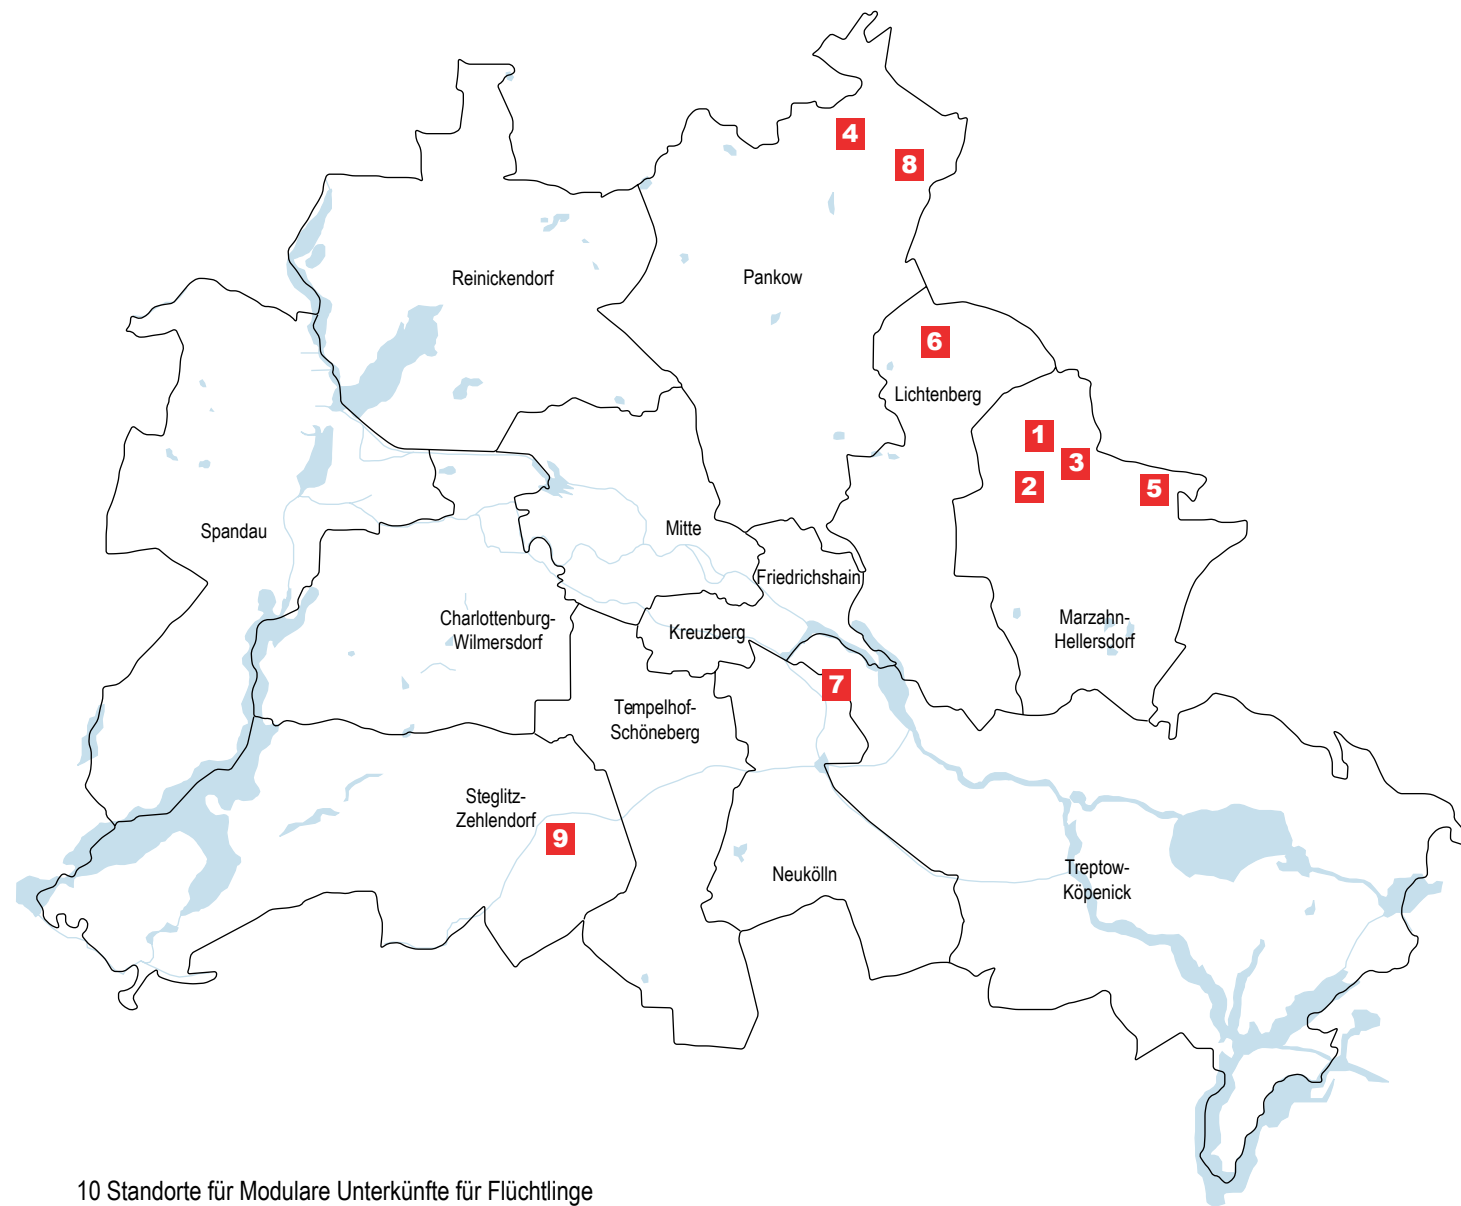 4
8
Reinickendorf
Pankow
6
Lichtenberg
1
3
2
5
Spandau
Mitte
Friedrichshain
Charlottenburg-
Wilmersdorf
Kreuzberg
Marzahn-
Hellersdorf
7
Tempelhof-
Schöneberg
Steglitz-
Zehlendorf
9
Neukölln
Treptow-
Köpenick
10 Standorte für Modulare Unterkünfte für Flüchtlinge